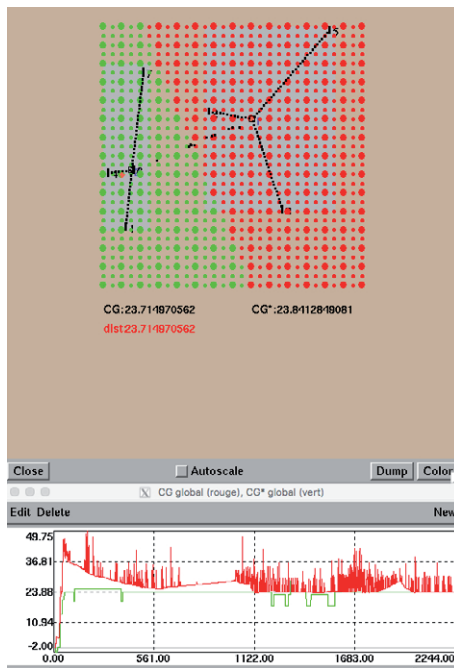 5
CG:23.714970562
CG*:23.84112849081
dist:23.714970562
Close
Autoscale
Dump
Color
X CG global (rouge), CG* global (vert)
Edit Delete
New
49.75
36.81
23.88
10.94
-2.00
0.00
561.00
1122.00
1683.00
2244.00